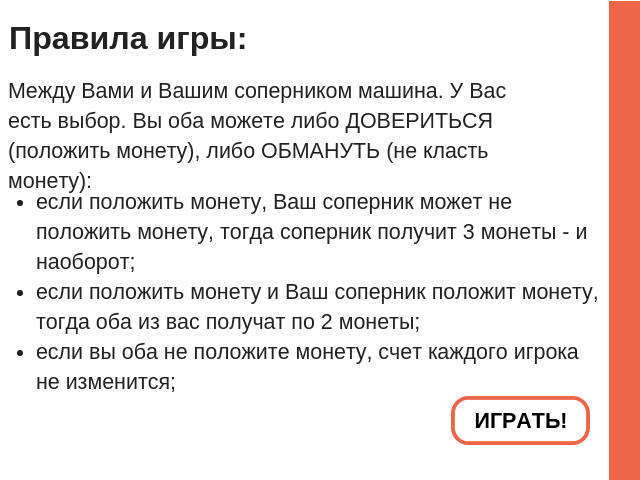 Правила игры:
Между Вами и Вашим соперником машина. У Вас
есть выбор. Вы оба можете либо ДОВЕРИТЬСЯ
(положить монету), либо ОБМАНУТЬ (не класть
монету):
• если положить монету, Ваш соперник может не
положить монету, тогда соперник получит 3 монеты - и
наоборот;
• если положить монету и Ваш соперник положит монету,
тогда оба из вас получат по 2 монеты;
• если вы оба не положите монету, счет каждого игрока
не изменится;
ИГРАТЬ!